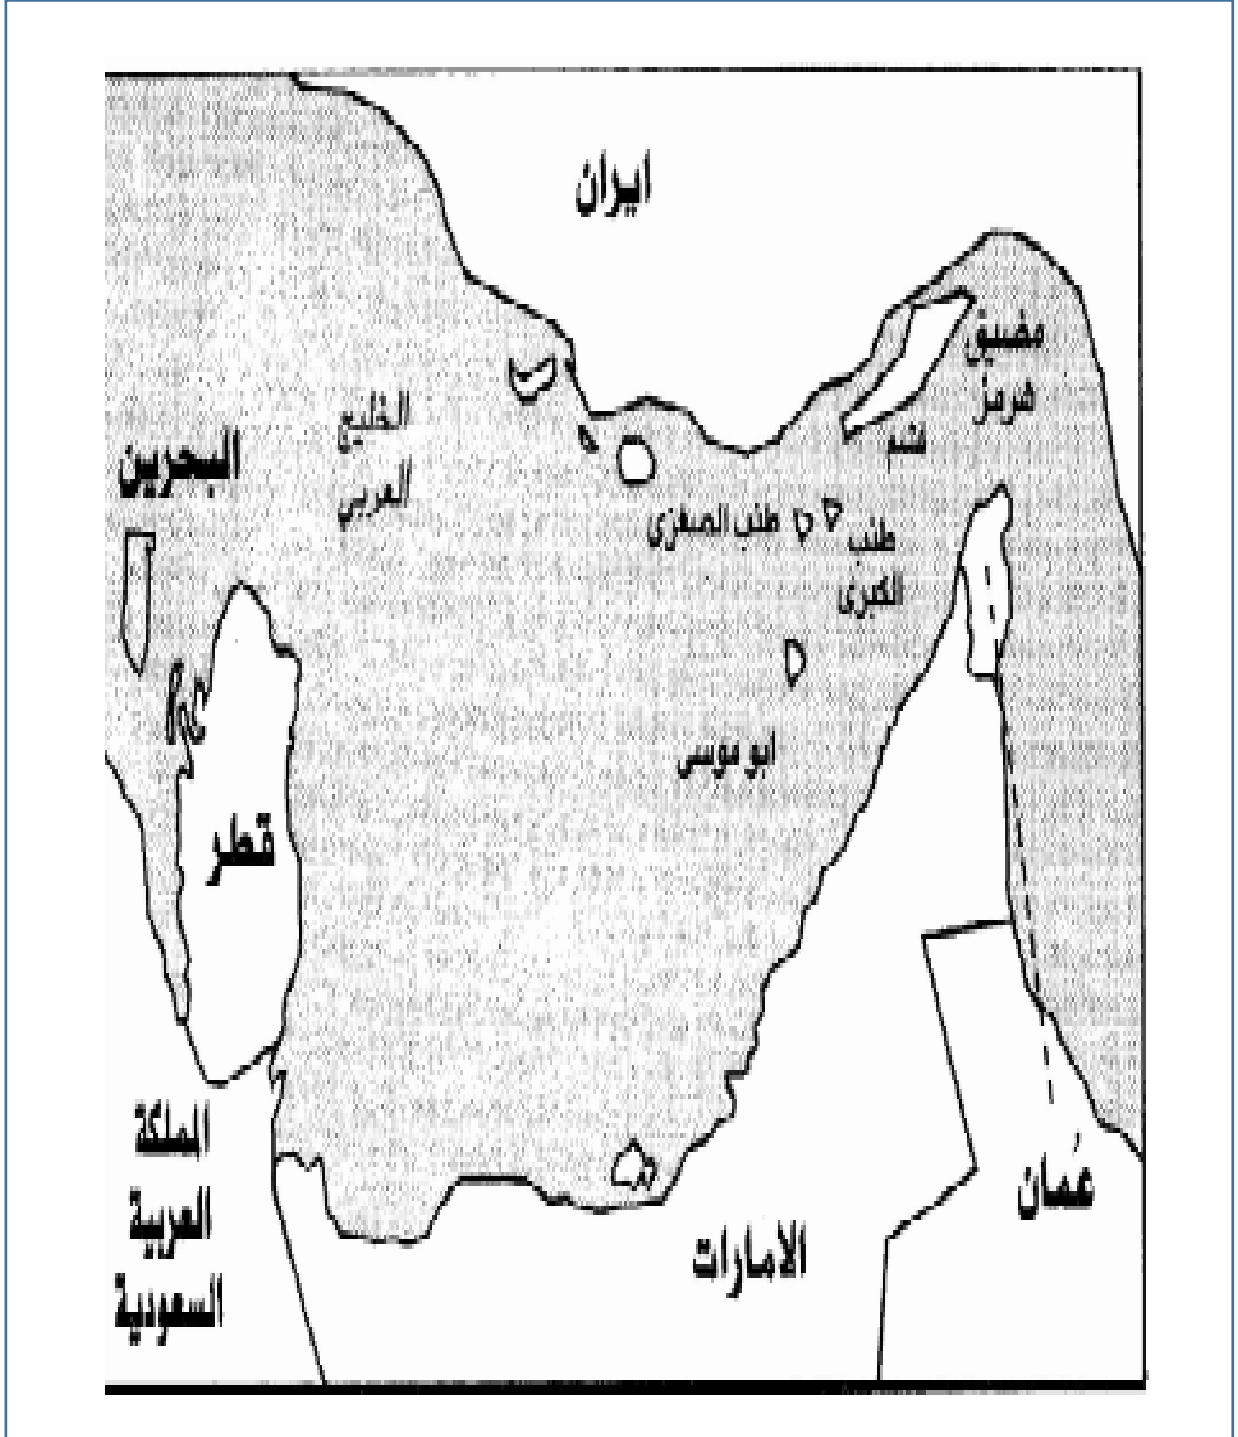 ايران
مضيق
هرمز
قشم
الخليج
العربي
البحرين
طنب الصغرى
طنب
الكبرى
ابو موسى
قطر
المملكة
العربية
السعودية
الامارات
عُمان